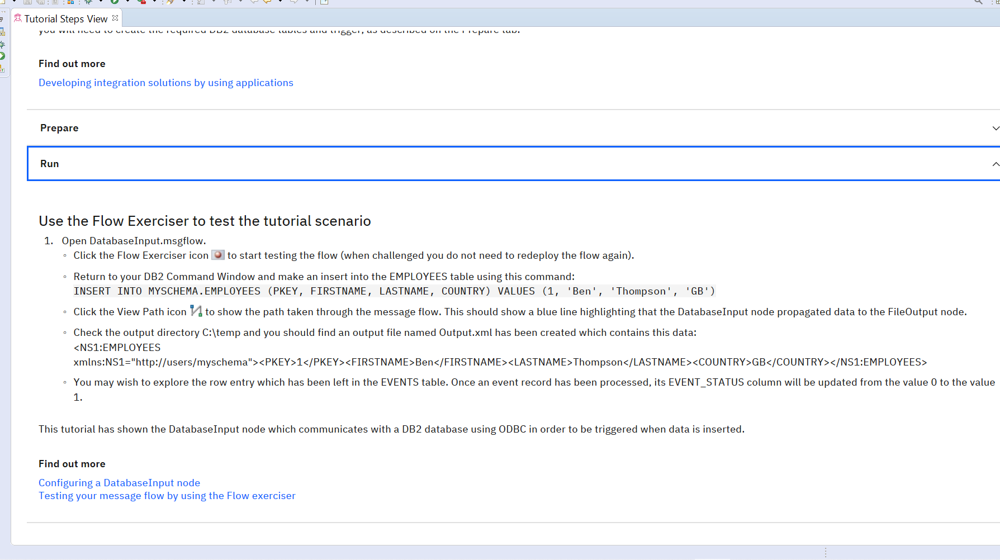 Tutorial Steps View
you will need to create the required DB2 database tables and trigger, as described on the Prepare tab.
Find out more
Developing integration solutions by using applications
Prepare
Run
Use the Flow Exerciser to test the tutorial scenario
1. Open DatabaseInput.msgflow.
◦ Click the Flow Exerciser icon to start testing the flow (when challenged you do not need to redeploy the flow again).
◦ Return to your DB2 Command Window and make an insert into the EMPLOYEES table using this command:
INSERT INTO MYSCHEMA.EMPLOYEES (PKEY, FIRSTNAME, LASTNAME, COUNTRY) VALUES (1, 'Ben', 'Thompson', 'GB')
◦ Click the View Path icon to show the path taken through the message flow. This should show a blue line highlighting that the DatabaseInput node propagated data to the FileOutput node.
◦ Check the output directory C:\temp and you should find an output file named Output.xml has been created which contains this data:
<NS1:EMPLOYEES
xmlns:NS1="http://users/myschema"><PKEY>1</PKEY><FIRSTNAME>Ben</FIRSTNAME><LASTNAME>Thompson</LASTNAME><COUNTRY>GB</COUNTRY></NS1:EMPLOYEES>
◦ You may wish to explore the row entry which has been left in the EVENTS table. Once an event record has been processed, its EVENT_STATUS column will be updated from the value 0 to the value
1.
This tutorial has shown the DatabaseInput node which communicates with a DB2 database using ODBC in order to be triggered when data is inserted.
Find out more
Configuring a DatabaseInput node
Testing your message flow by using the Flow exerciser